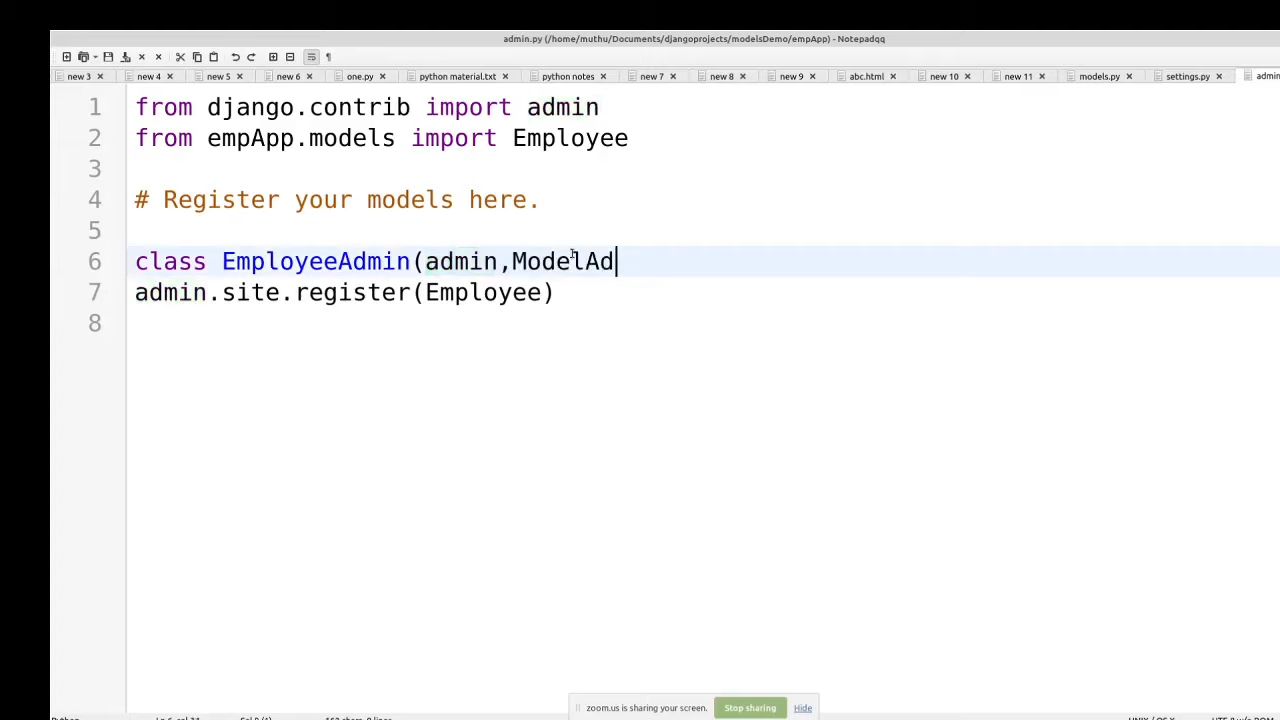 admin.py (/home/muthu/Documents/djangoprojects/modelsDemo/empApp) - Notepadqq
new 3 new 4 new 5 new 6 one.py python material.txt python notes new 7 new 8 new 9 abc.html new 10 new 11 models.py settings.py admin
1 from django.contrib import admin
2 from empApp.models import Employee
3
4 # Register your models here.
5
6 class EmployeeAdmin(admin,ModelAd
7 admin.site.register(Employee)
8
zoom.us is sharing your screen. Stop sharing Hide